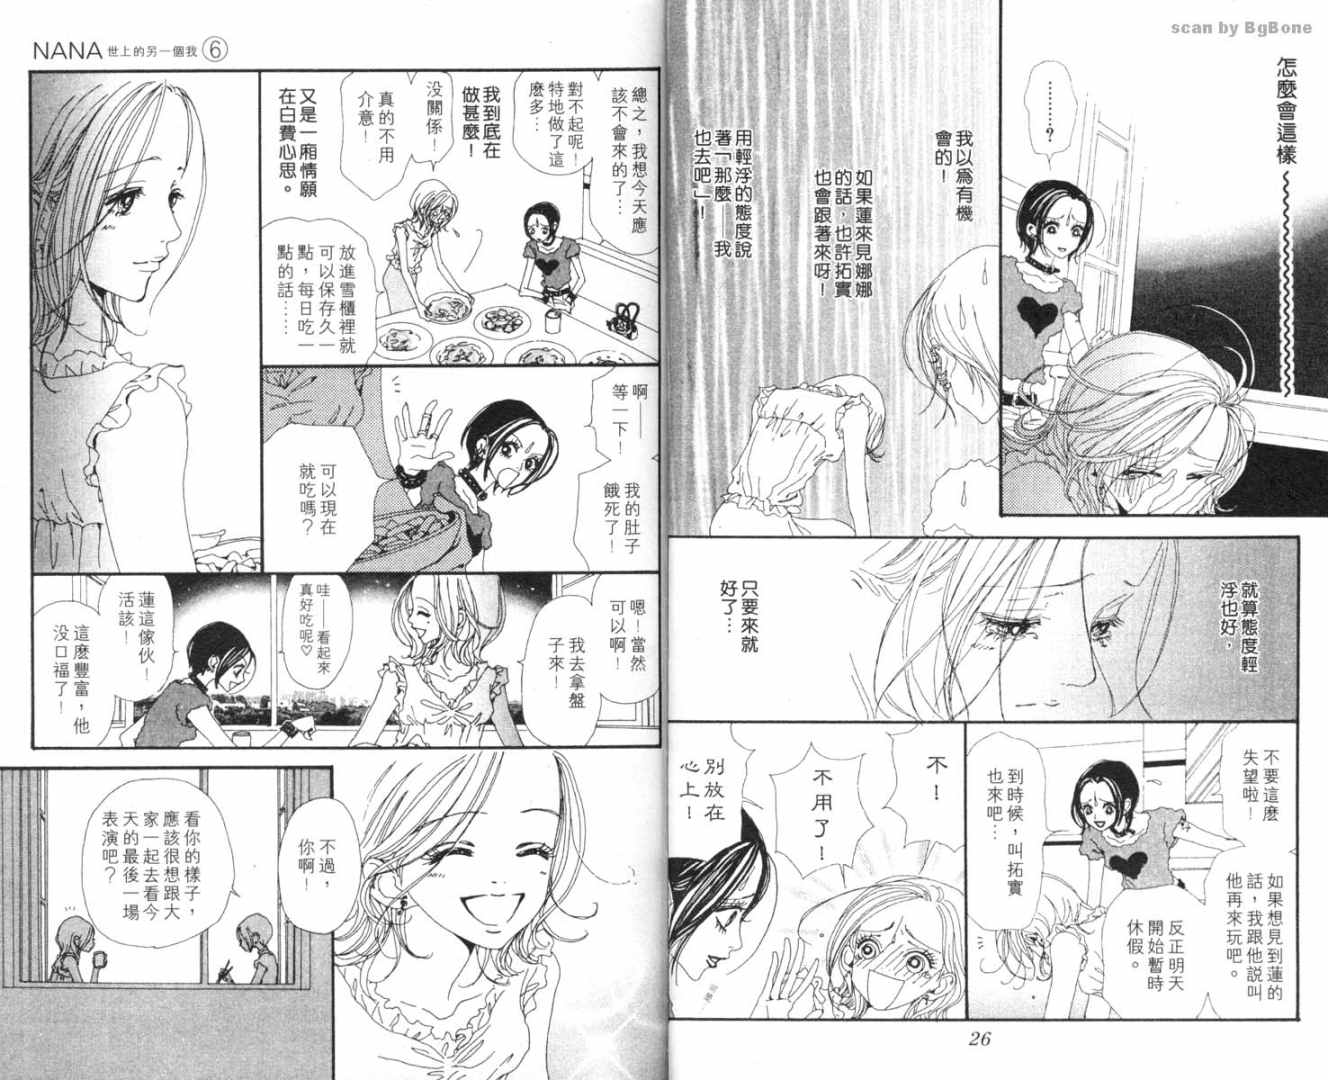 scan by BgBone
怎麼會這樣
………?
我以為有機
會的！
如果蓮來見娜娜
的話，也許拓實
也會跟著來呀！
用輕浮的態度說
著「那麼——我
也去吧」！
就算態度輕
浮也好，
只要來就
好了…
不要這麼
失望啦！
如果想見到蓮的
話，我跟他說叫
他再來玩吧。
反正明天
開始暫時
休假。
到時候，叫拓實
也來吧…
不！
不用了！
別放在
心上！
26
NANA 世上的另一個我 ⑥
總之，我想今天應
該不會來的了…
對不起呢！
特地做了這
麼多…
没關係！
真的不用
介意！
我到底在
做甚麼！
又是一廂情願
在白費心思。
放進雪櫃裡就
可以保存久一
點，每日吃一
點的話……
啊——
等一下！
我的肚子
餓死了！
可以現在
就吃嗎？
嗯！當然
可以啊！
我去拿盤
子來！
哇——看起來
真好吃呢♡
蓮這傢伙！
活該！
這麼豐富，他
没口福了！
不過，
你啊！
看你的樣子，
應該很想跟大
家一起去看今
天的最後一場
表演吧？